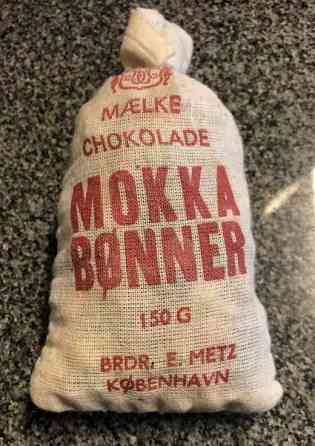 MÆLKE
CHOKOLADE
MOKKA
BØNNER
150 G
BRDR. E. METZ
KØBENHAVN